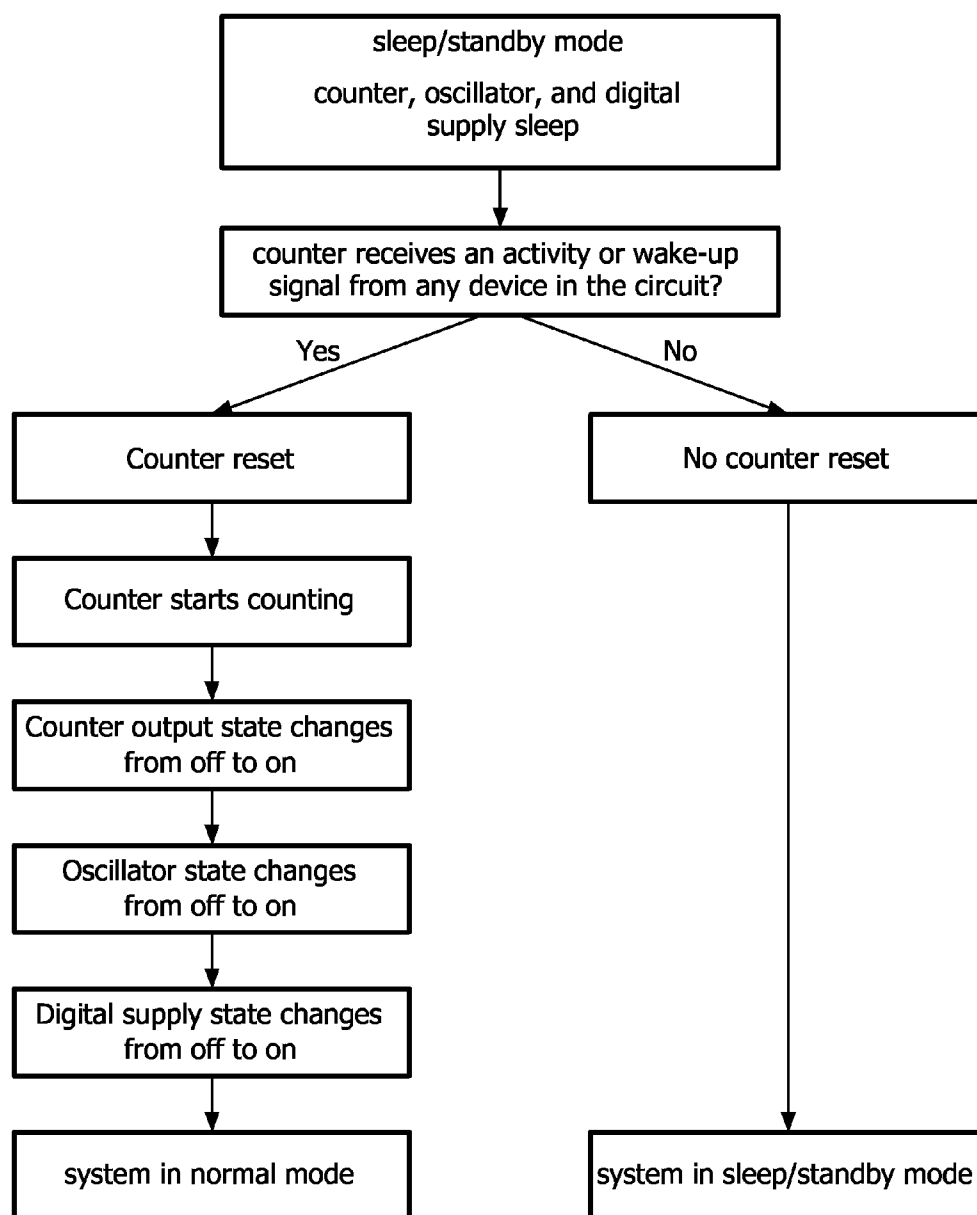 sleep/standby mode
counter, oscillator, and digital
supply sleep
counter receives an activity or wake-up
signal from any device in the circuit?
Yes
No
Counter reset
No counter reset
Counter starts counting
Counter output state changes
from off to on
Oscillator state changes
from off to on
Digital supply state changes
from off to on
system in normal mode
system in sleep/standby mode